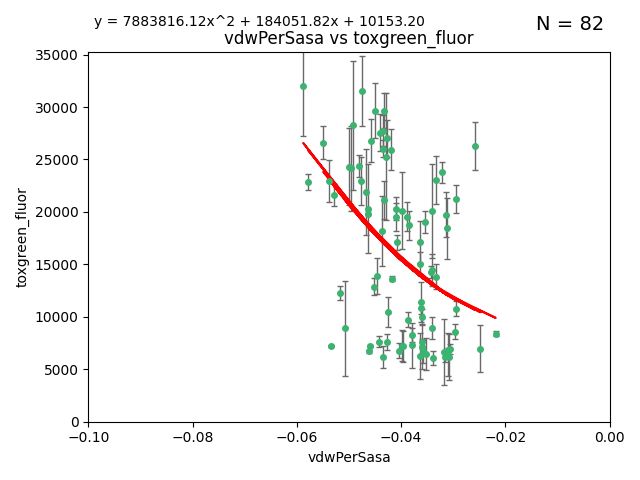 y = 7883816.12x^2 + 184051.82x + 10153.20
N = 82
vdwPerSasa vs toxgreen_fluor
35000
30000
25000
20000
15000
10000
5000
0
toxgreen_fluor
−0.10
−0.08
−0.06
−0.04
−0.02
0.00
vdwPerSasa